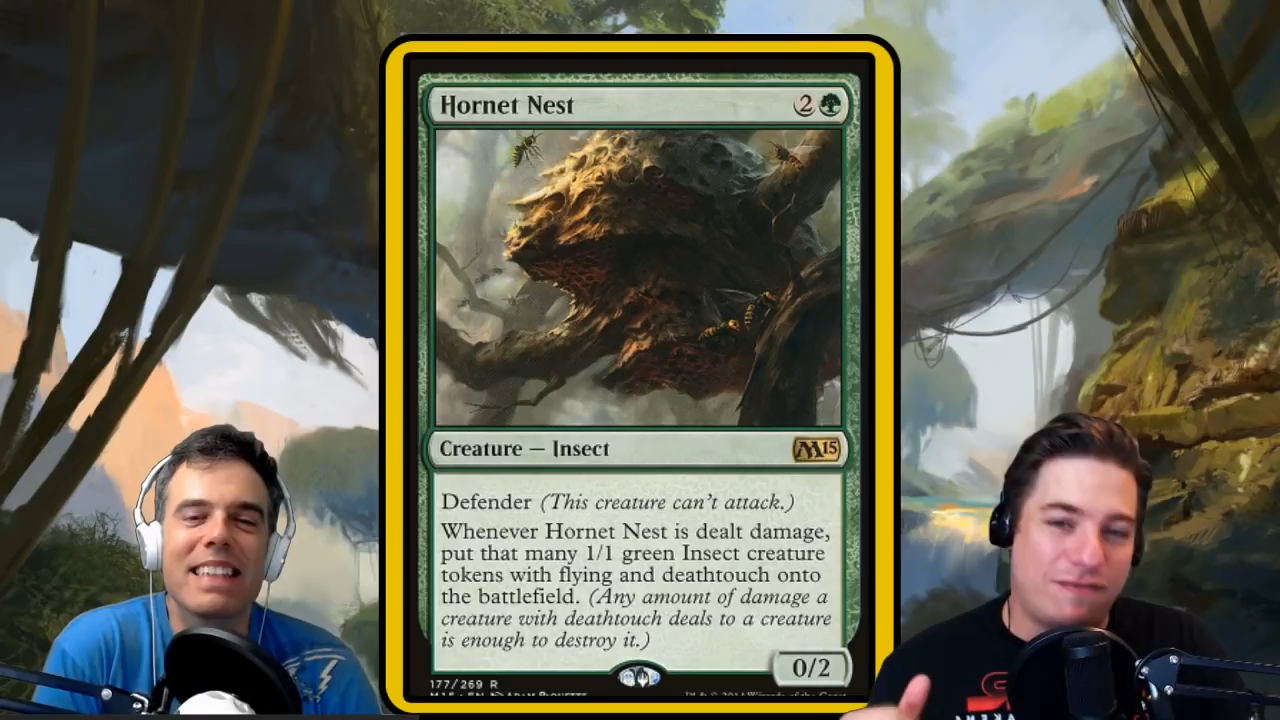 Hornet Nest 2
Creature — Insect
M15
Defender (This creature can't attack.)
Whenever Hornet Nest is dealt damage,
put that many 1/1 green Insect creature
tokens with flying and deathtouch onto
the battlefield. (Any amount of damage a
creature with deathtouch deals to a creature
is enough to destroy it.)
0/2
177/269 R